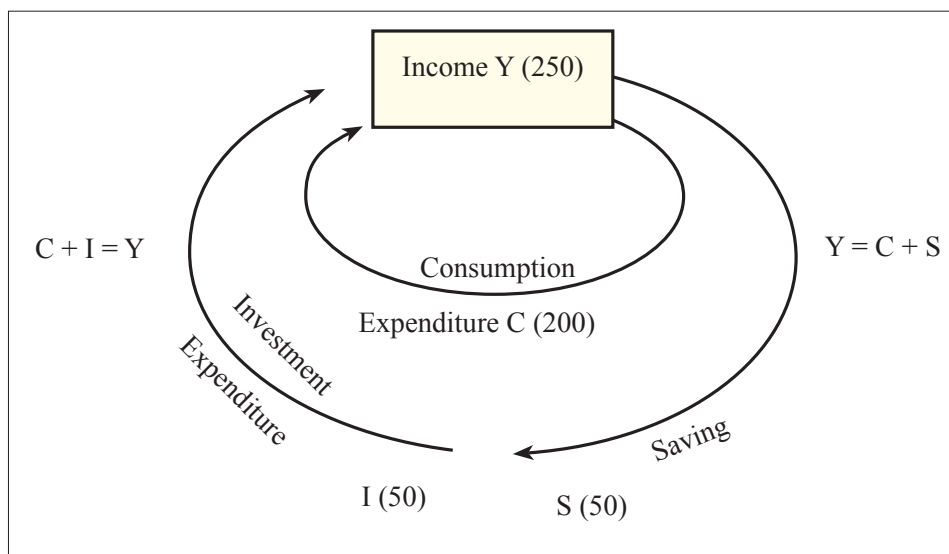 Income Y (250)
C + I = Y
Y = C + S
Consumption
Expenditure C (200)
Investment
Expenditure
Saving
I (50)
S (50)